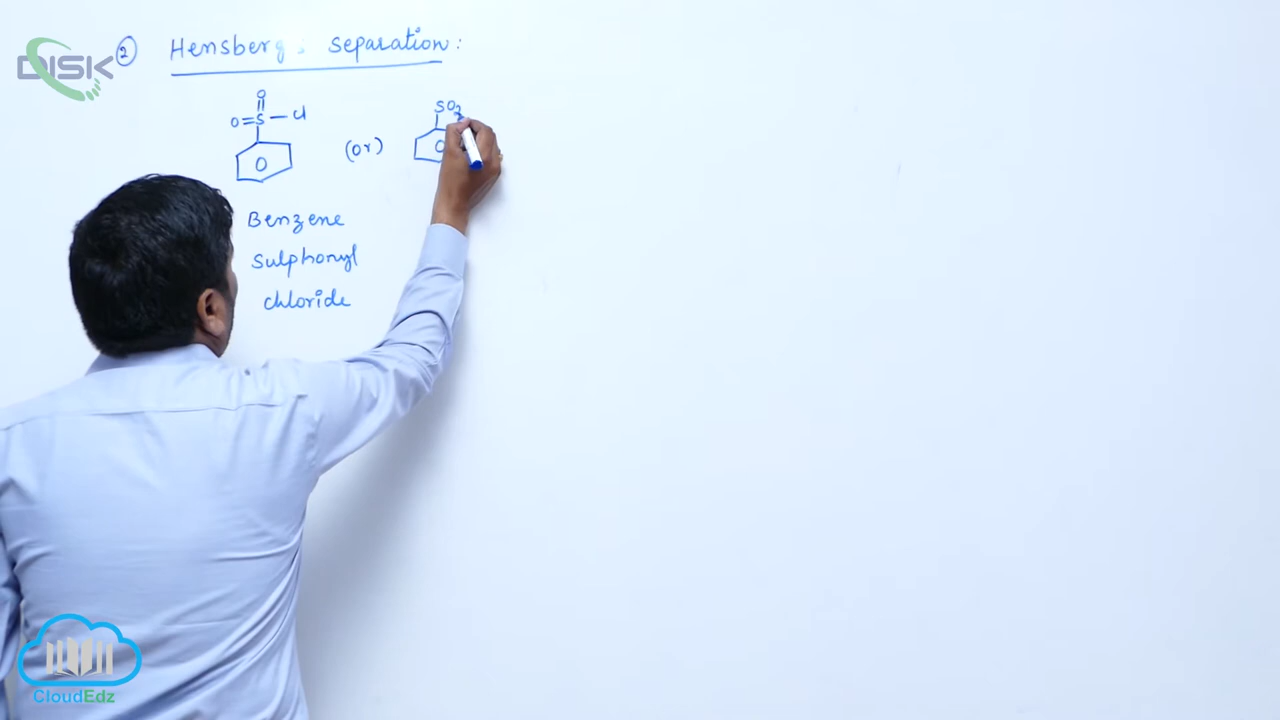 DISK
② Hensberg's separation:
O
O=S—Cl
SO2
(or)
O
O
Benzene
sulphonyl
chloride
CloudEdz